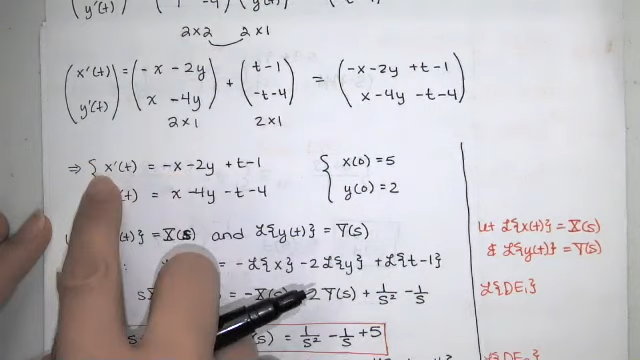 y'(t)
2×2 2×1
(x'(t) y'(t)) = (-x -2y x -4y) + (t-1 -t-4) = (-x-2y +t-1 x-4y -t-4)
2×1 2×1
⇒ { x'(t) = -x-2y +t-1 { x(0)=5
(t) = x-4y -t-4 y(0)=2
(t)} = X(s) and ℒ{y(t)} = Y(s)
: = -ℒ{x} -2ℒ{y} +ℒ{t-1}
= -X(s) -2Y(s) + 1/s² - 1/s
(s) = 1/s² - 1/s +5
let ℒ{x(t)} = X(s)
& ℒ{y(t)} = Y(s)
ℒ{DE₁}